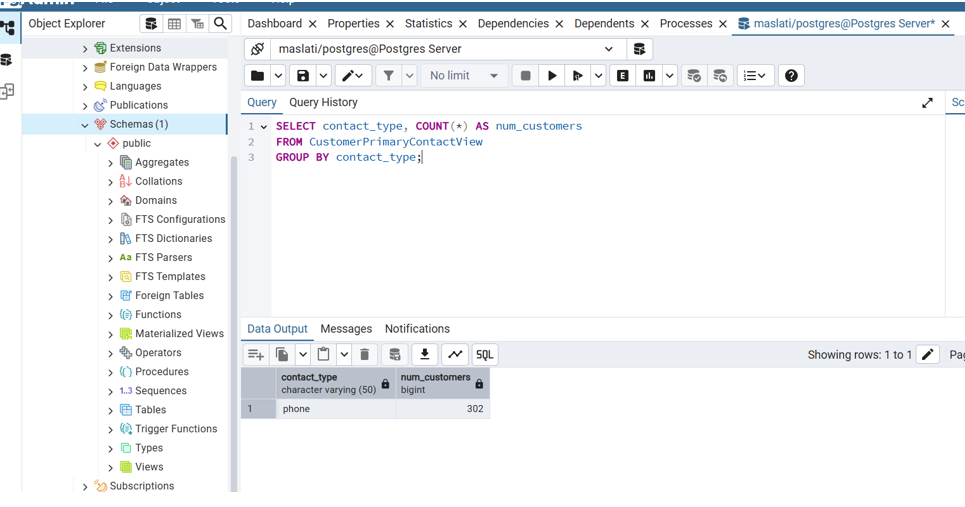 Object Explorer
Dashboard
Properties
Statistics
Dependencies
Dependents
Processes
maslati/postgres@Postgres Server*
maslati/postgres@Postgres Server
No limit
Query
Query History
1 SELECT contact_type, COUNT(*) AS num_customers
2 FROM CustomerPrimaryContactView
3 GROUP BY contact_type;
Extensions
Foreign Data Wrappers
Languages
Publications
Schemas (1)
public
Aggregates
Collations
Domains
FTS Configurations
FTS Dictionaries
FTS Parsers
FTS Templates
Foreign Tables
Functions
Materialized Views
Operators
Procedures
1..3 Sequences
Tables
Trigger Functions
Types
Views
Subscriptions
Data Output
Messages
Notifications
SQL
Showing rows: 1 to 1
contact_type
character varying (50)
num_customers
bigint
1 phone 302